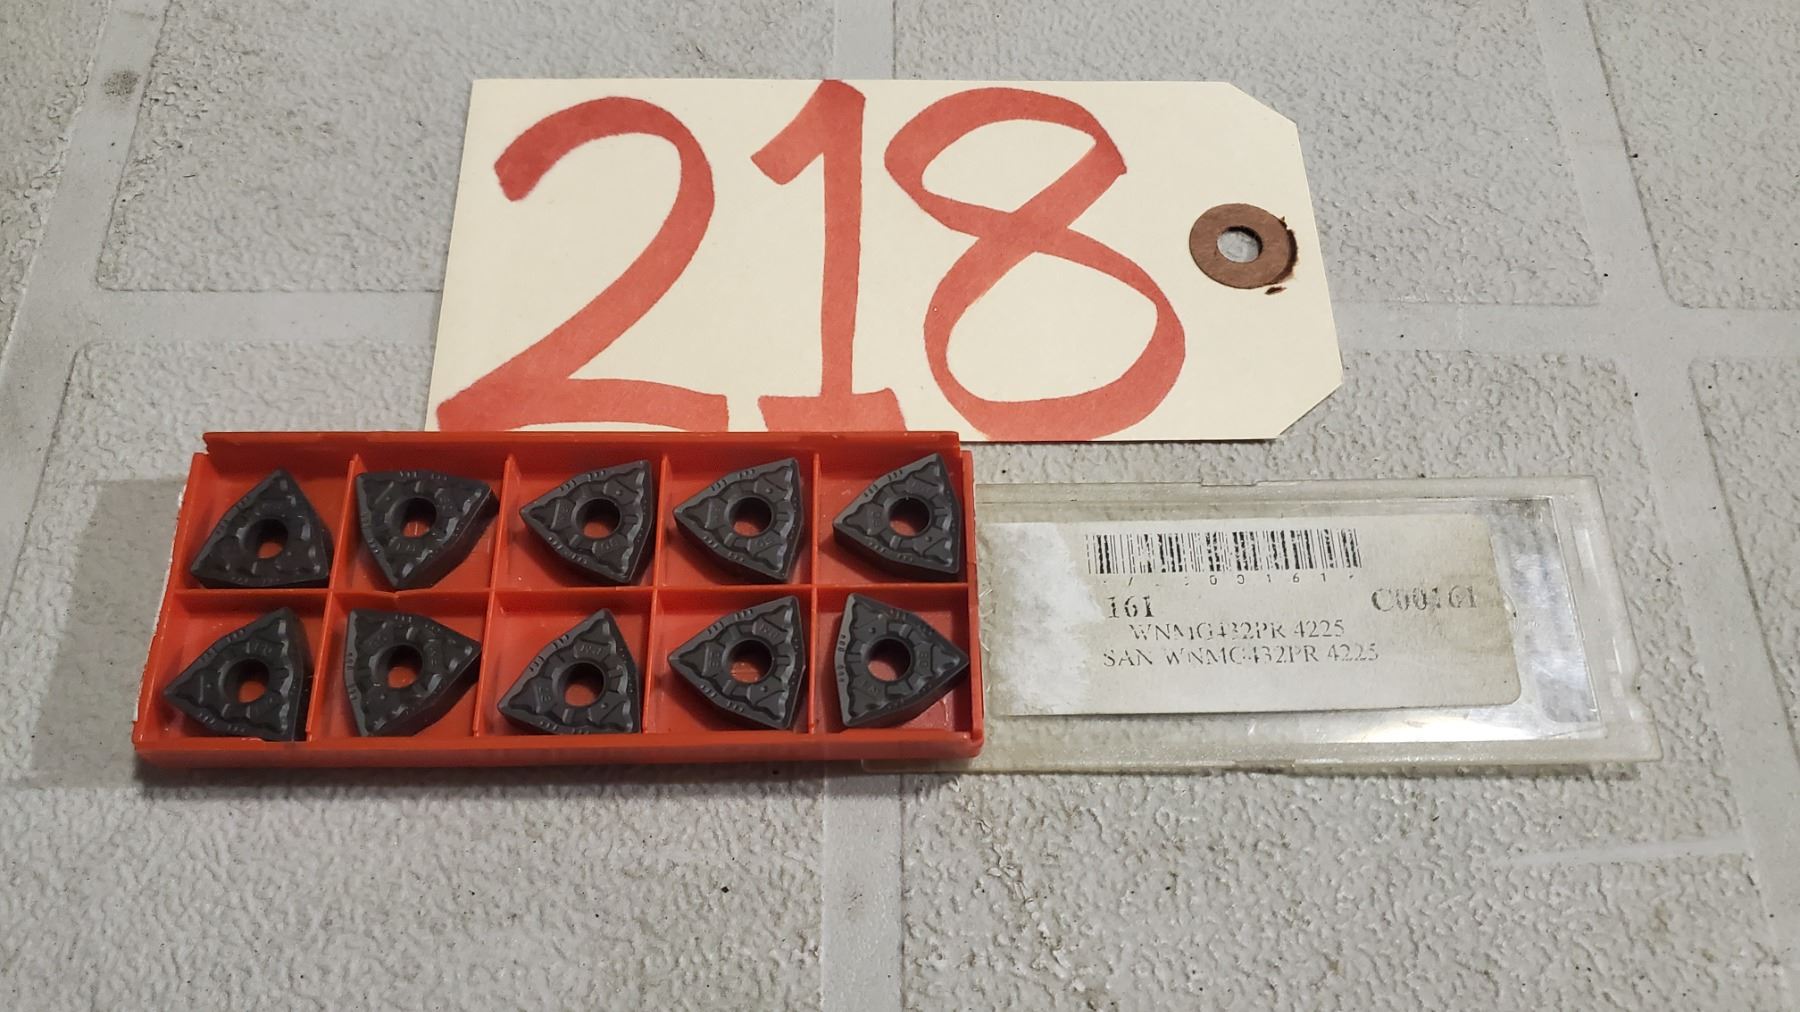 218
161 C00161
WNMG432PR 4225
SAN WNMG432PR 4225